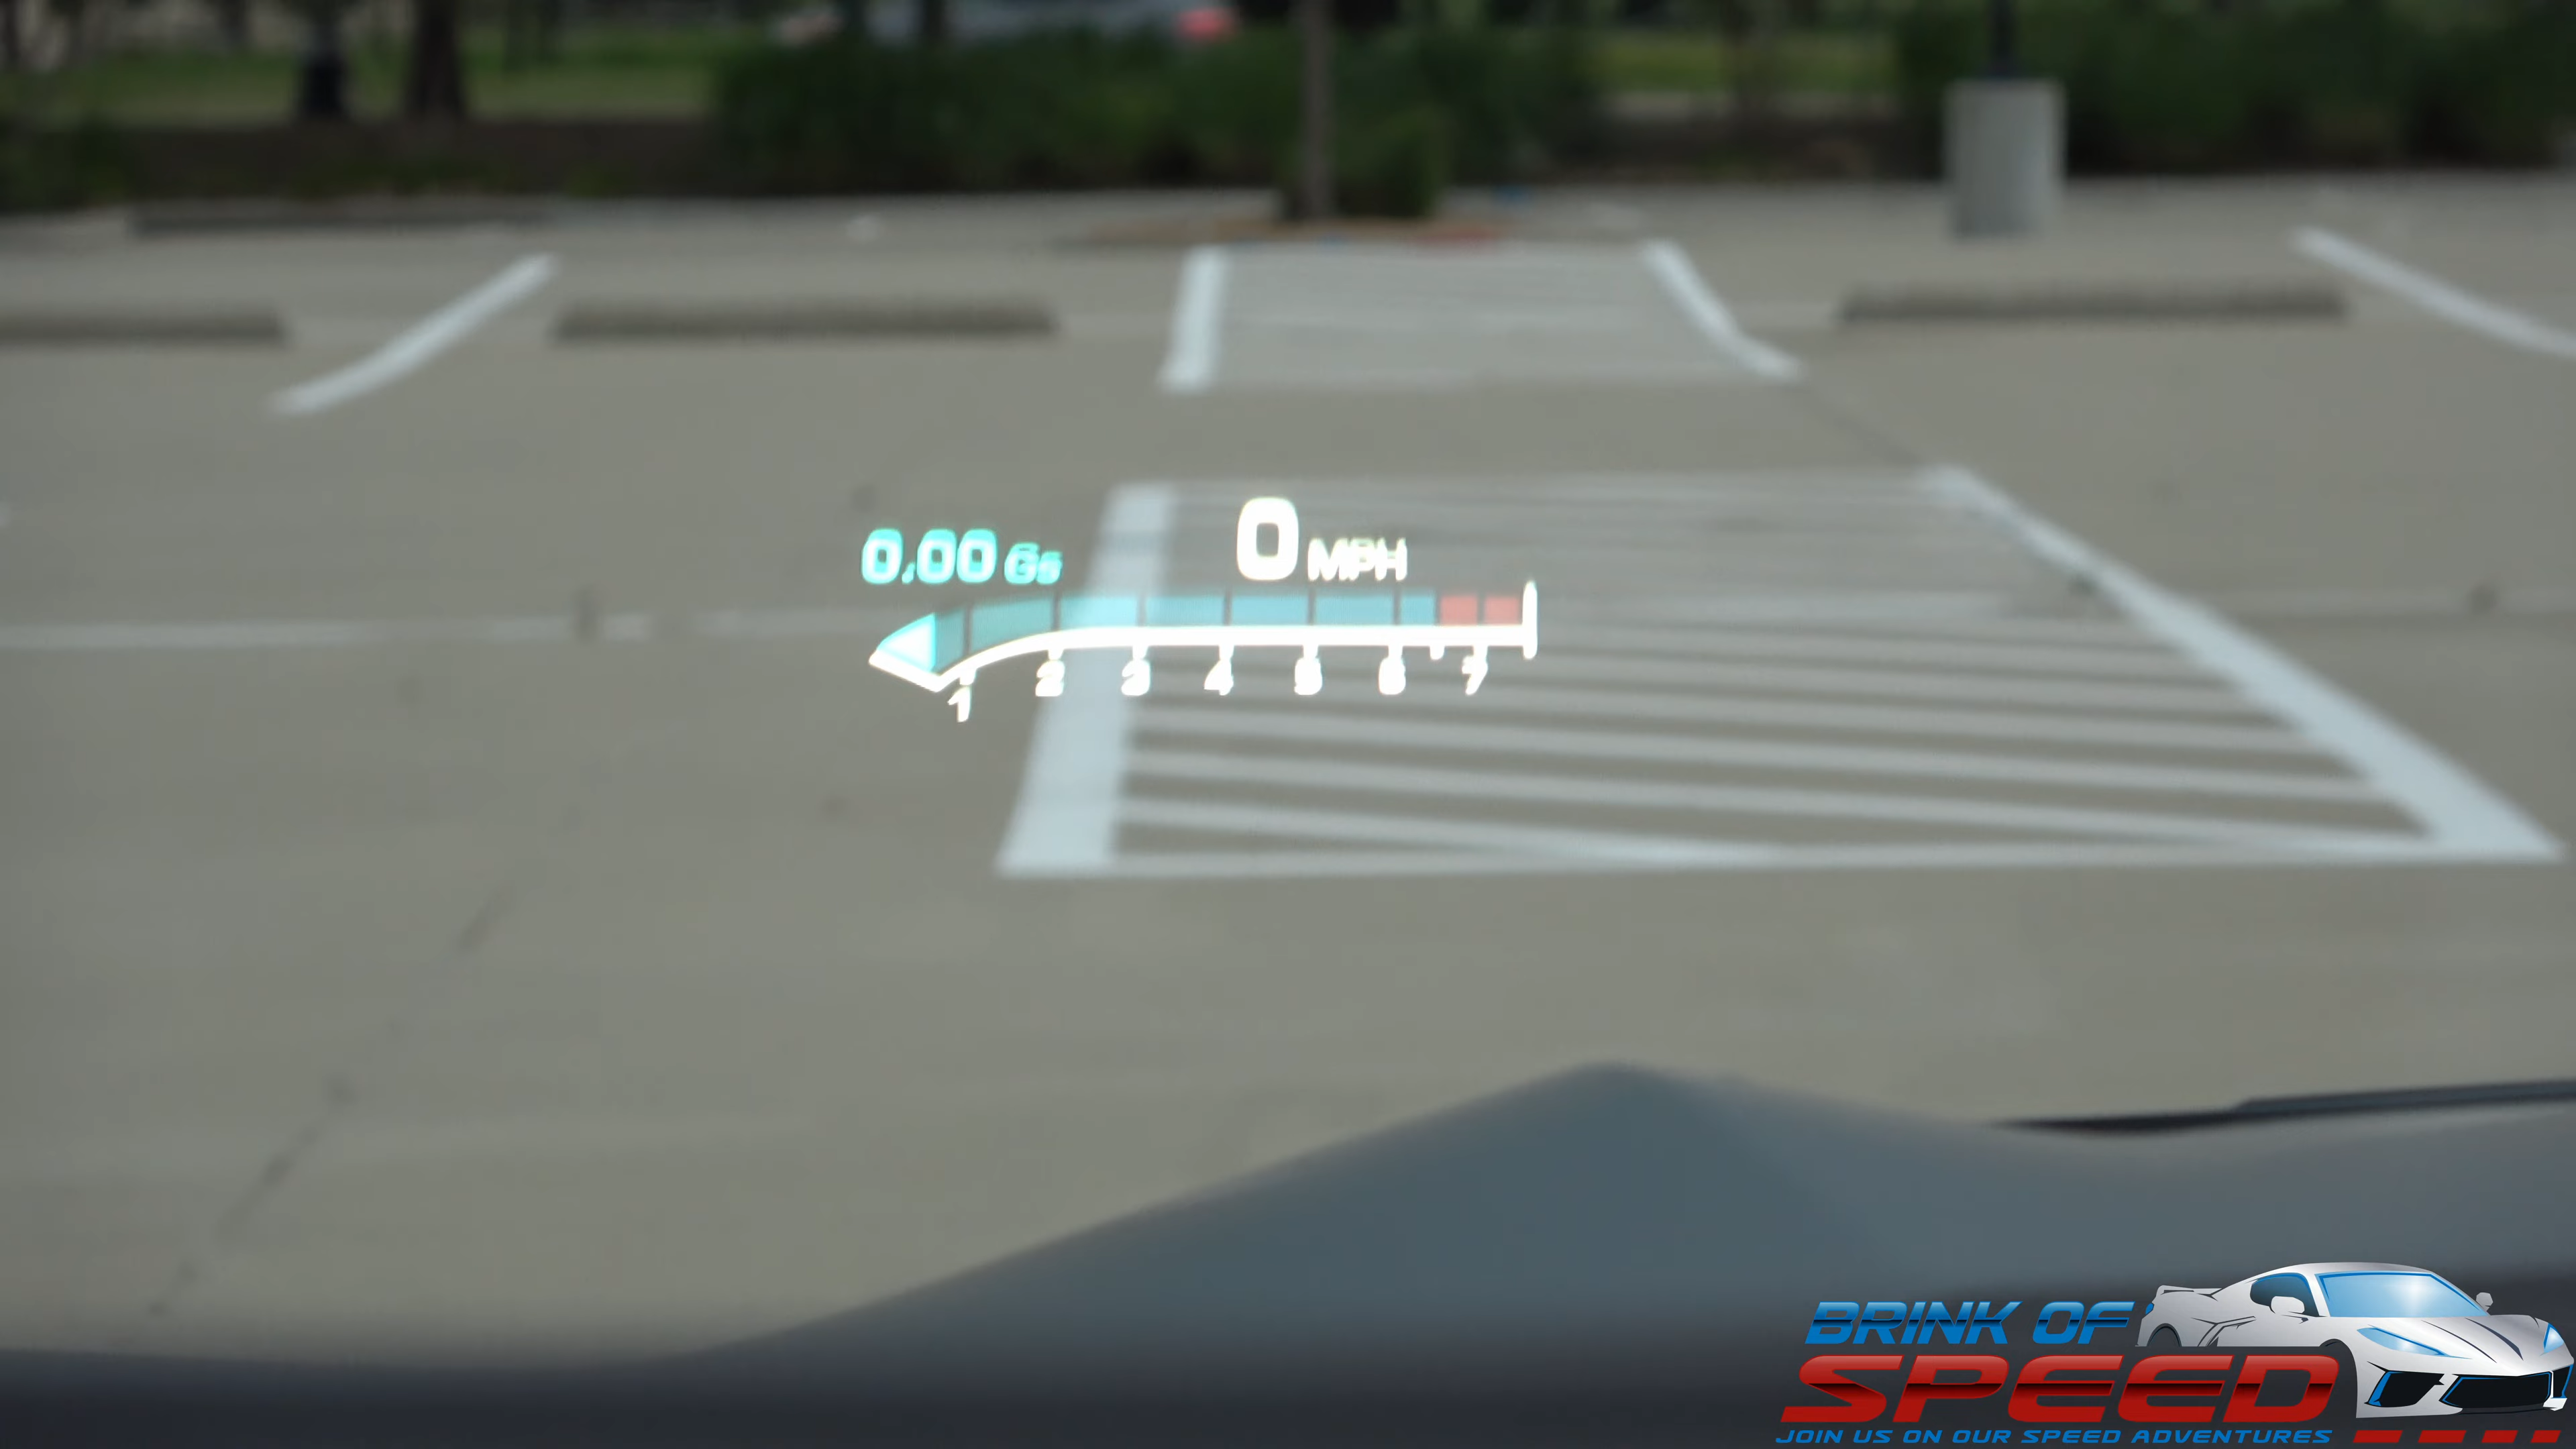 0.00 Gs
0 MPH
1 2 3 4 5 6 7
BRINK OF
SPEED
JOIN US ON OUR SPEED ADVENTURES